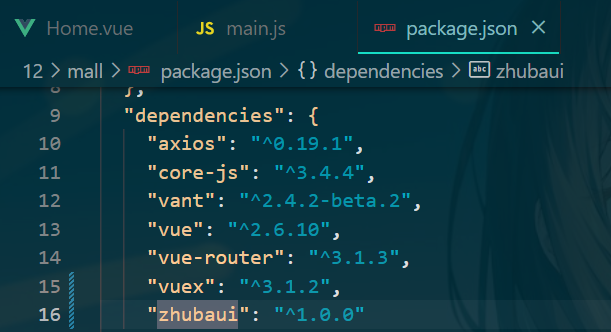 Home.vue JS main.js npm package.json ×
12 > mall > npm package.json > {} dependencies > abc zhubaui
8 },
9 "dependencies": {
10 "axios": "^0.19.1",
11 "core-js": "^3.4.4",
12 "vant": "^2.4.2-beta.2",
13 "vue": "^2.6.10",
14 "vue-router": "^3.1.3",
15 "vuex": "^3.1.2",
16 "zhubaui": "^1.0.0"